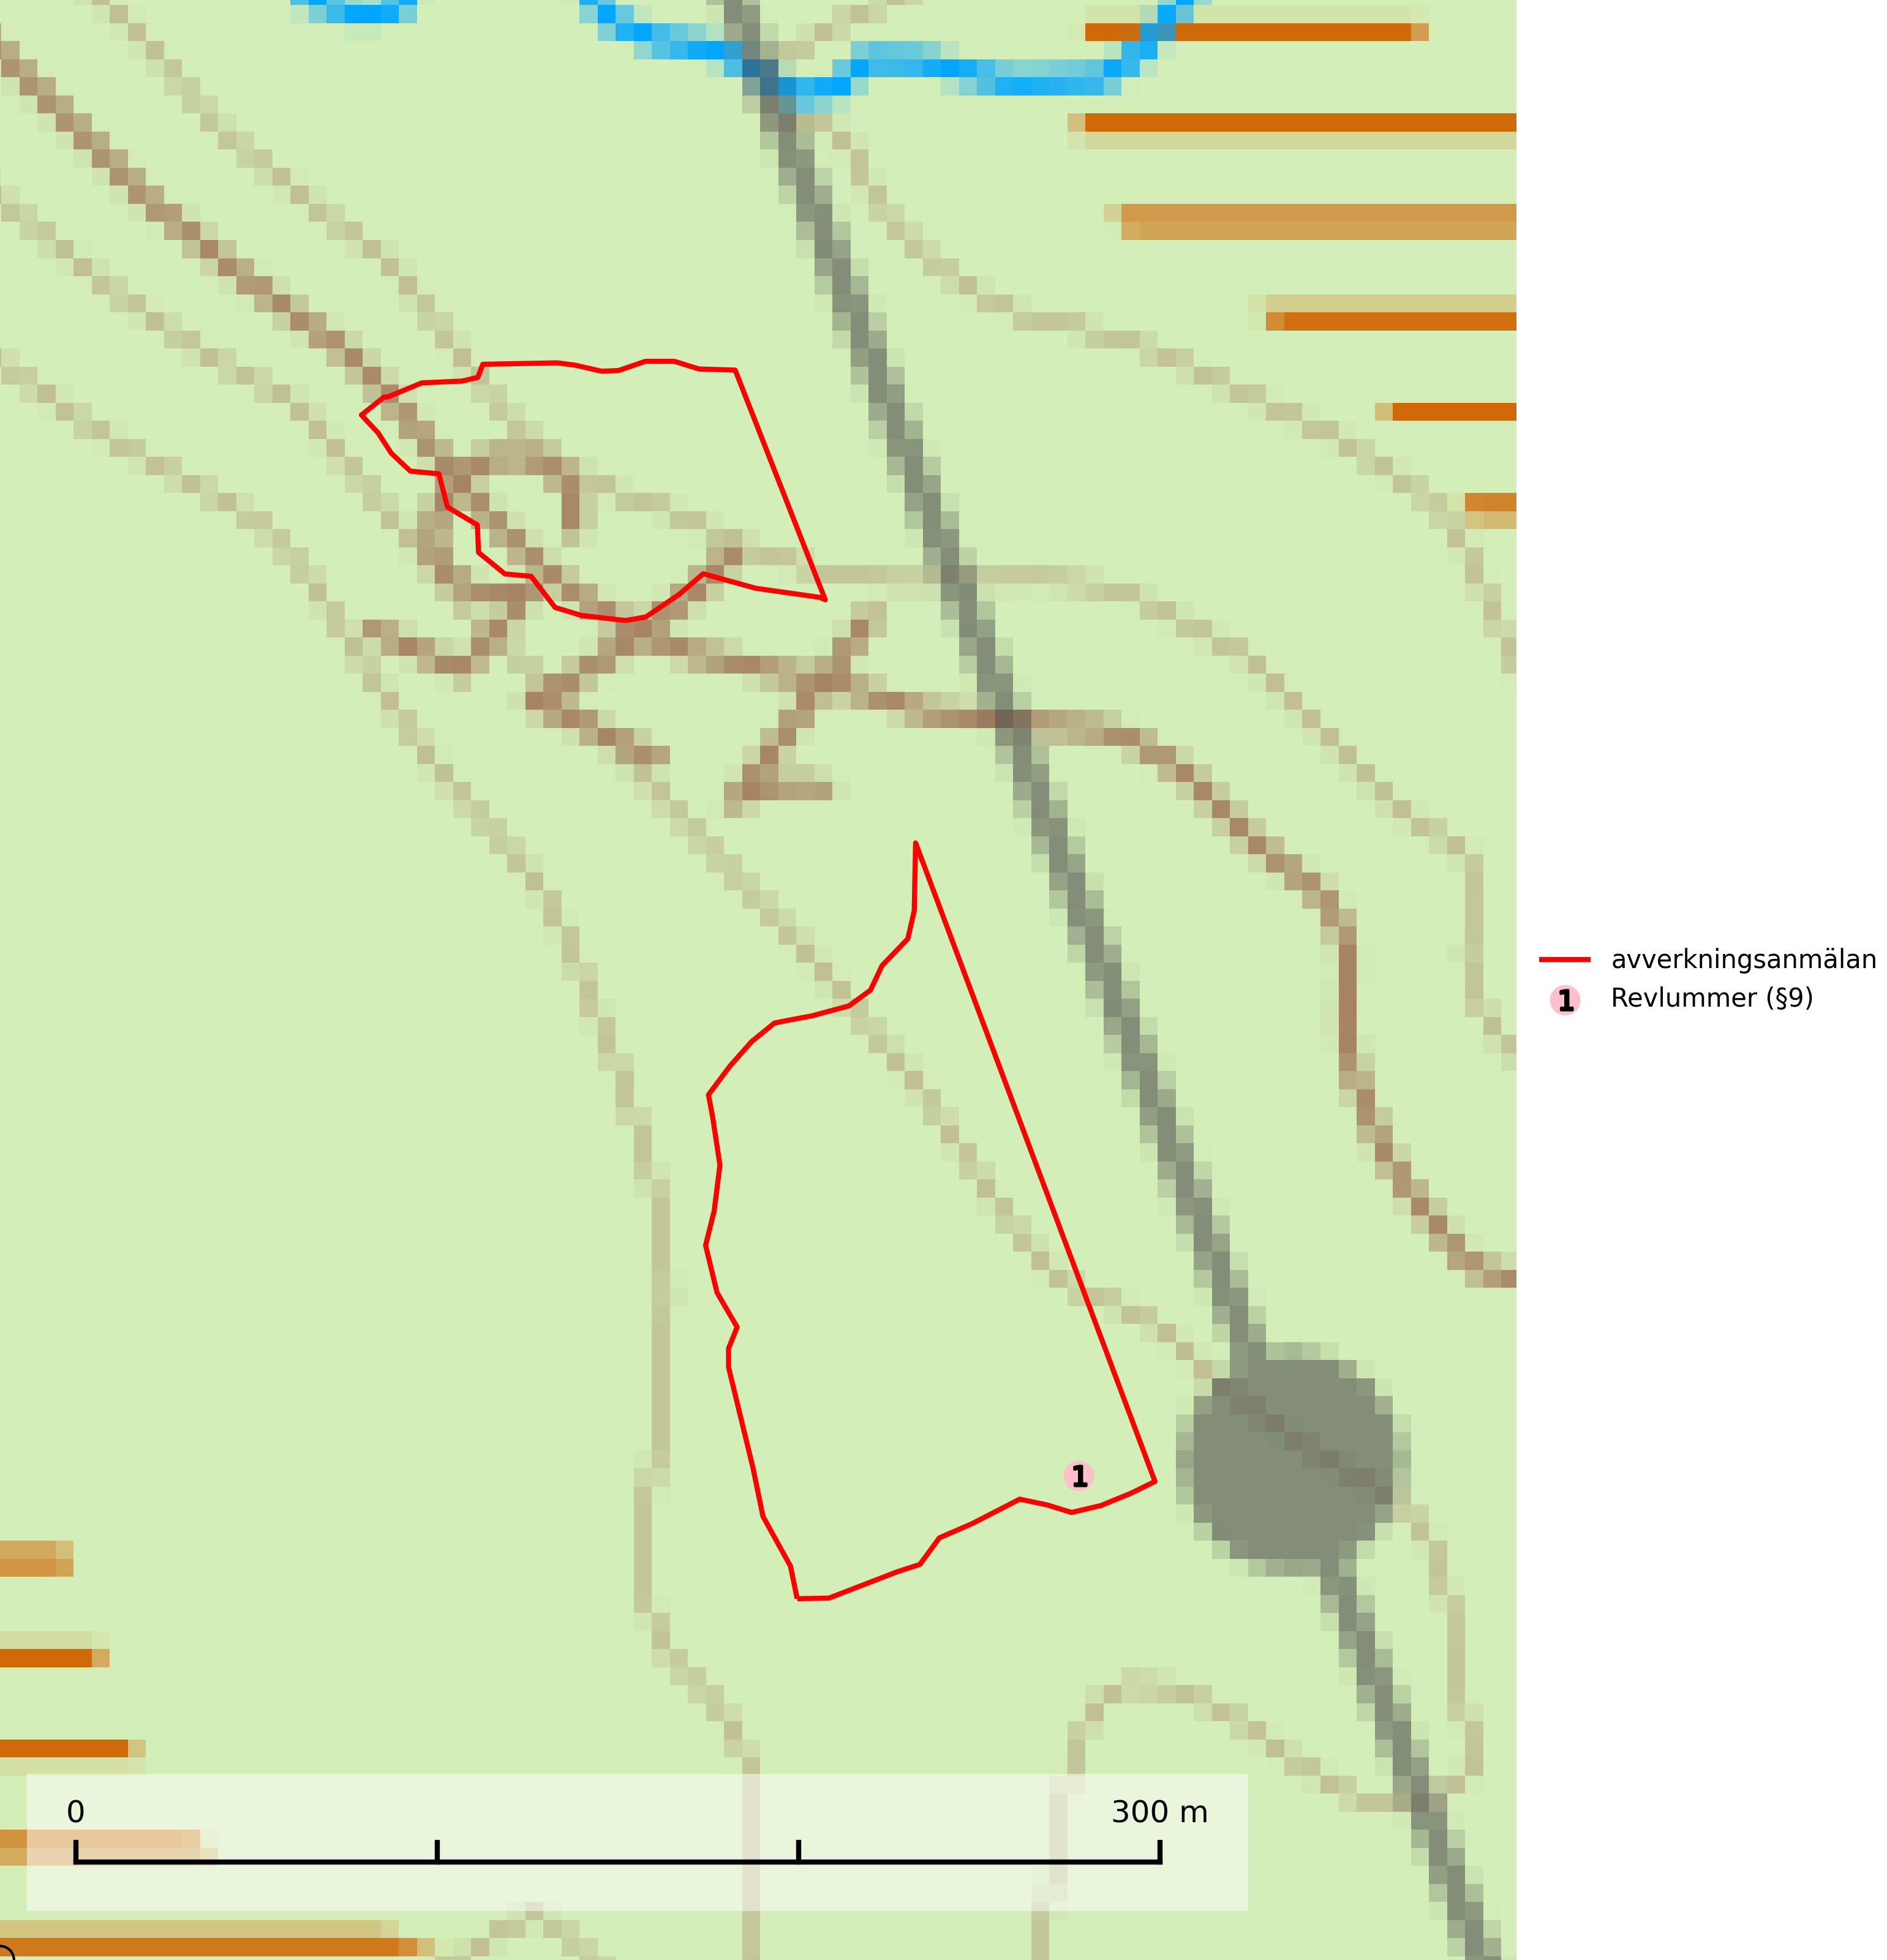 avverkningsanmälan
1 Revlummer (§9)
1
0 300 m